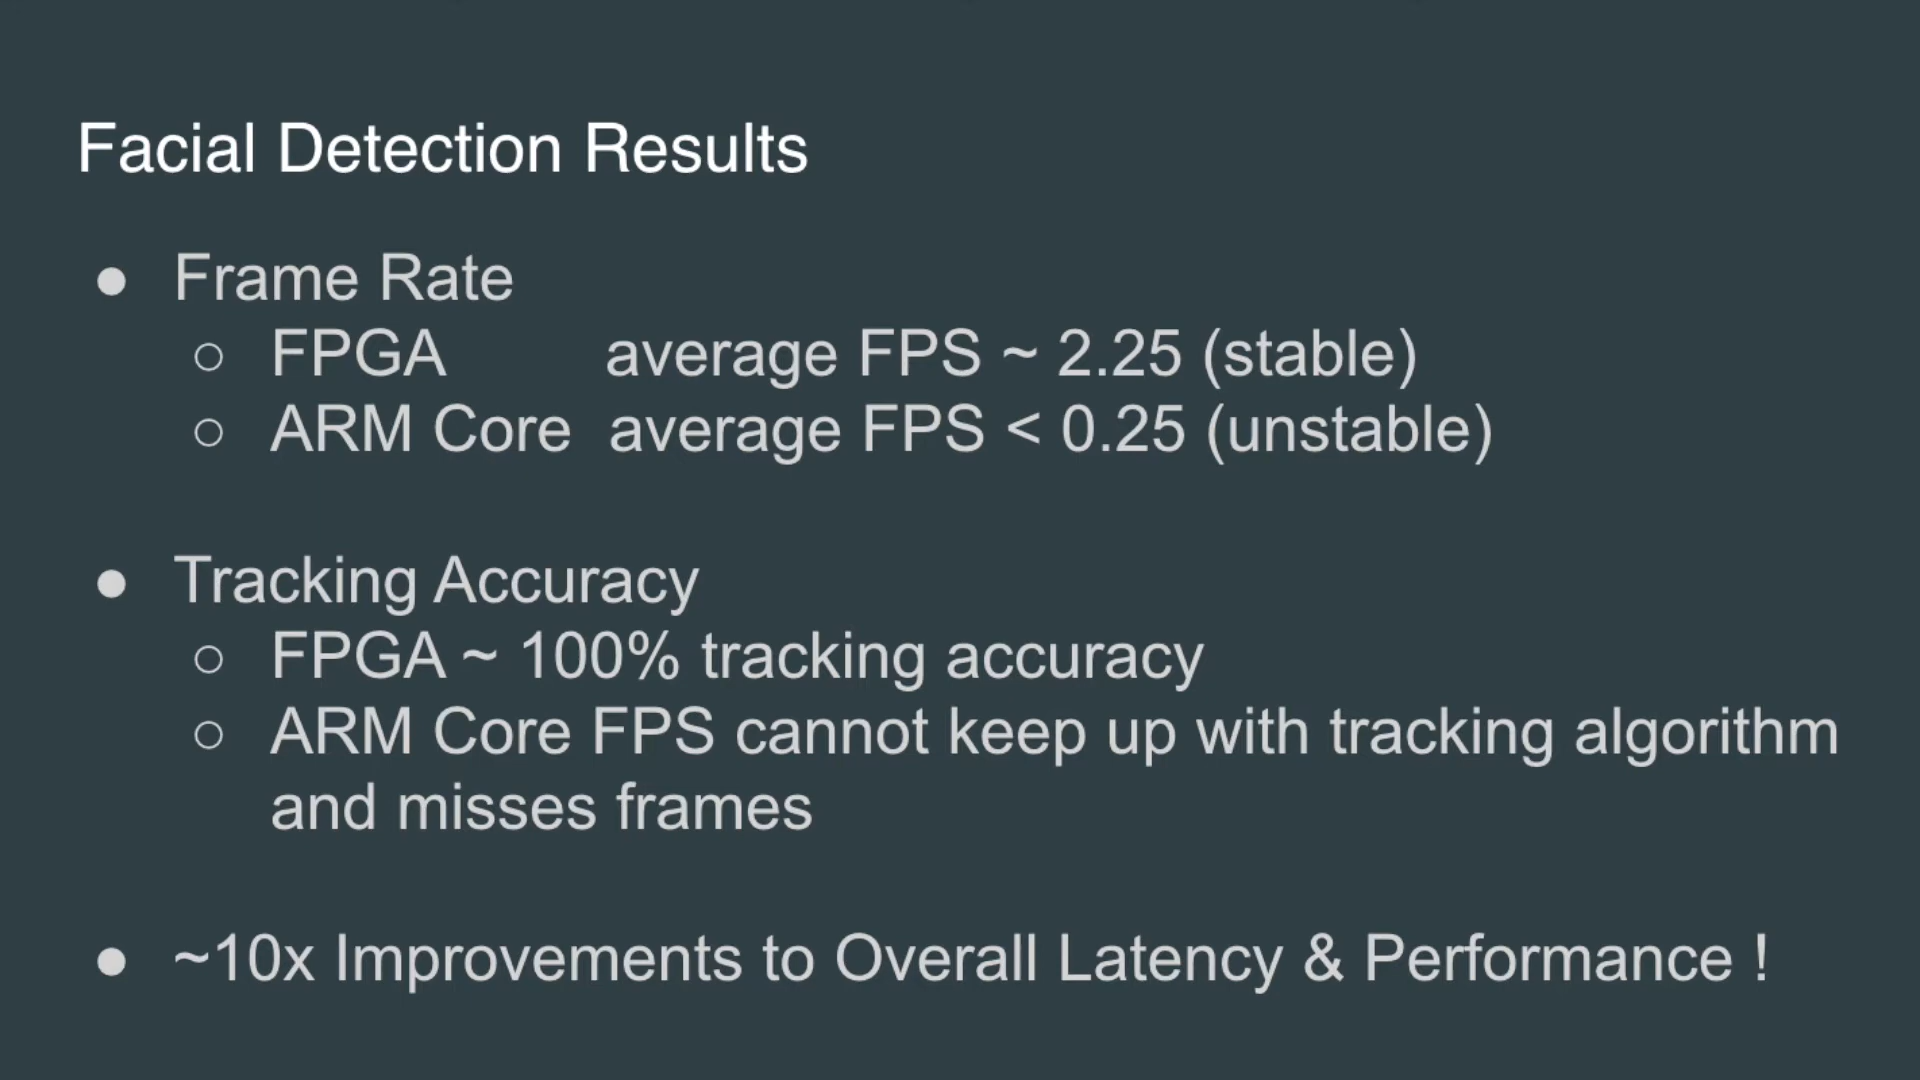 Facial Detection Results
● Frame Rate
○ FPGA average FPS ~ 2.25 (stable)
○ ARM Core average FPS < 0.25 (unstable)
● Tracking Accuracy
○ FPGA ~ 100% tracking accuracy
○ ARM Core FPS cannot keep up with tracking algorithm
and misses frames
● ~10x Improvements to Overall Latency & Performance !